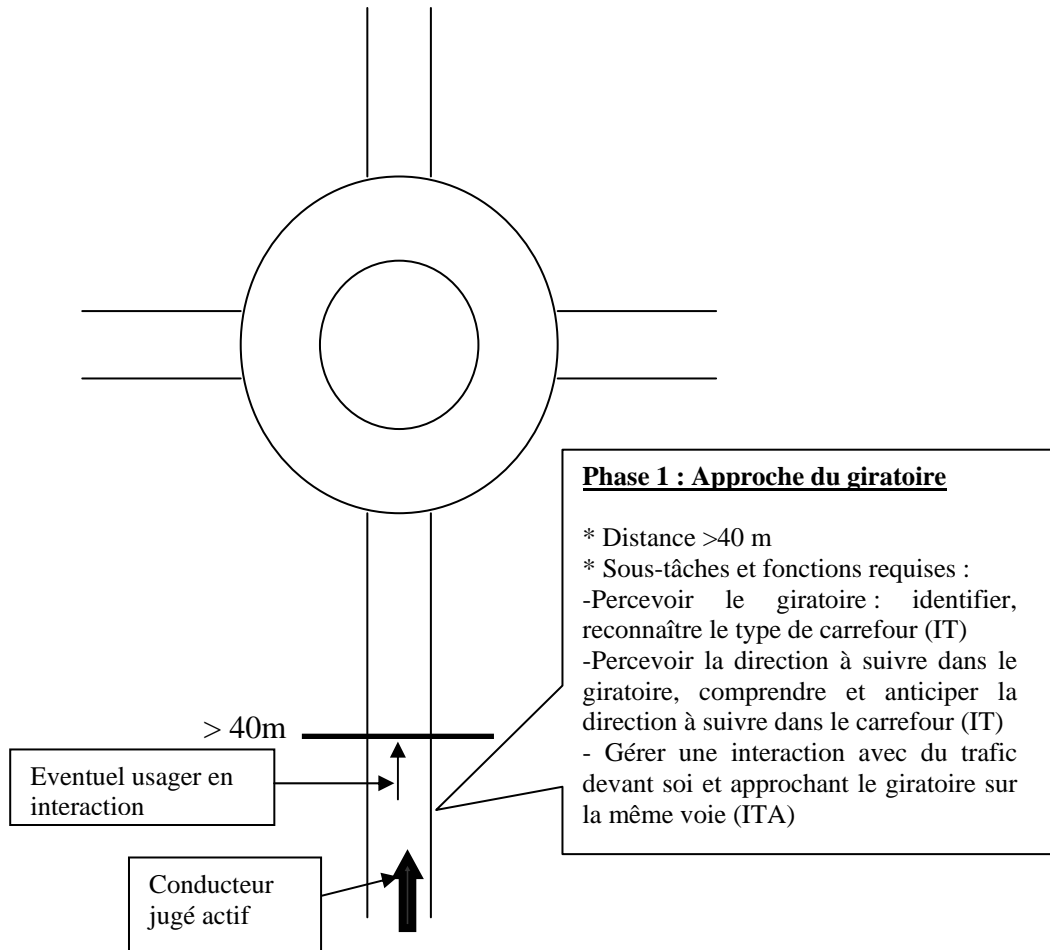 Phase 1 : Approche du giratoire
* Distance >40 m
* Sous-tâches et fonctions requises :
-Percevoir le giratoire : identifier,
reconnaître le type de carrefour (IT)
-Percevoir la direction à suivre dans le
giratoire, comprendre et anticiper la
direction à suivre dans le carrefour (IT)
- Gérer une interaction avec du trafic
devant soi et approchant le giratoire sur
la même voie (ITA)
> 40m
Eventuel usager en
interaction
Conducteur
jugé actif